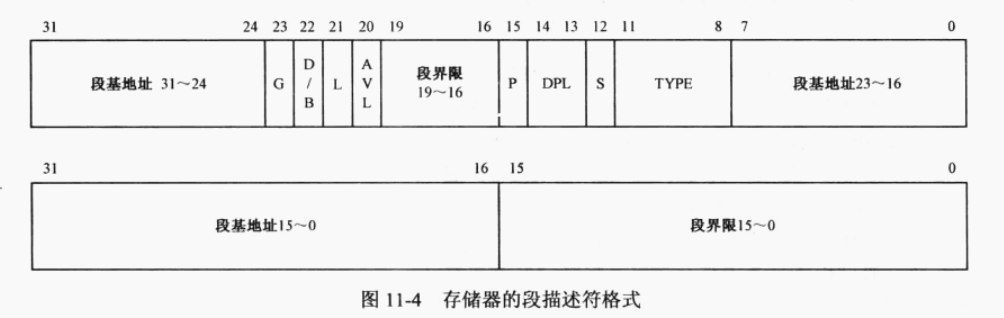 31 24 23 22 21 20 19 16 15 14 13 12 11 8 7 0
段基地址 31～24
G
D
/
B
L
A
V
L
段界限
19～16
P
DPL
S
TYPE
段基地址23～16
31 16 15 0
段基地址15～0
段界限15～0
图 11-4 存储器的段描述符格式